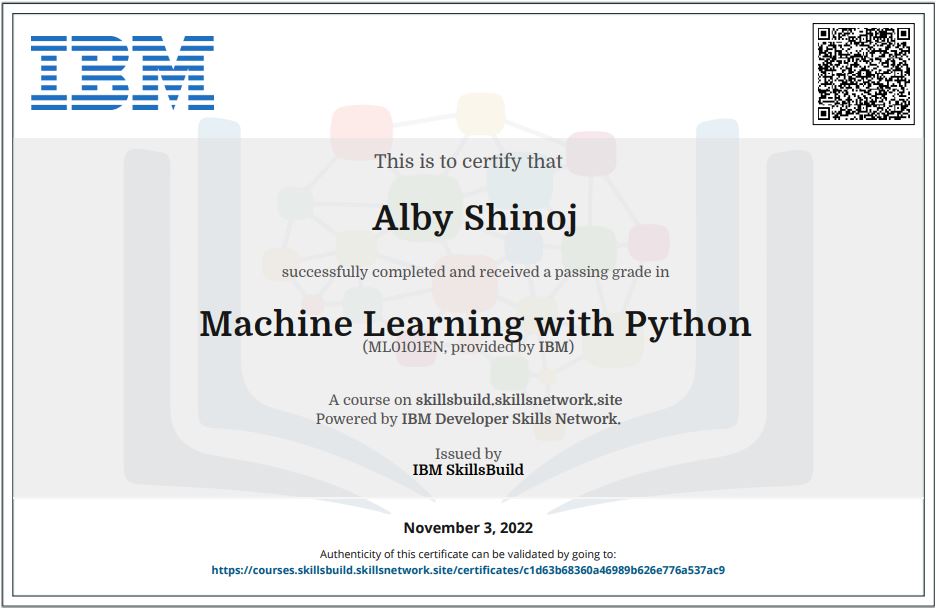 IBM
This is to certify that
Alby Shinoj
successfully completed and received a passing grade in
Machine Learning with Python
(ML0101EN, provided by IBM)
A course on skillsbuild.skillsnetwork.site
Powered by IBM Developer Skills Network.
Issued by
IBM SkillsBuild
November 3, 2022
Authenticity of this certificate can be validated by going to:
https://courses.skillsbuild.skillsnetwork.site/certificates/c1d63b68360a46989b626e776a537ac9